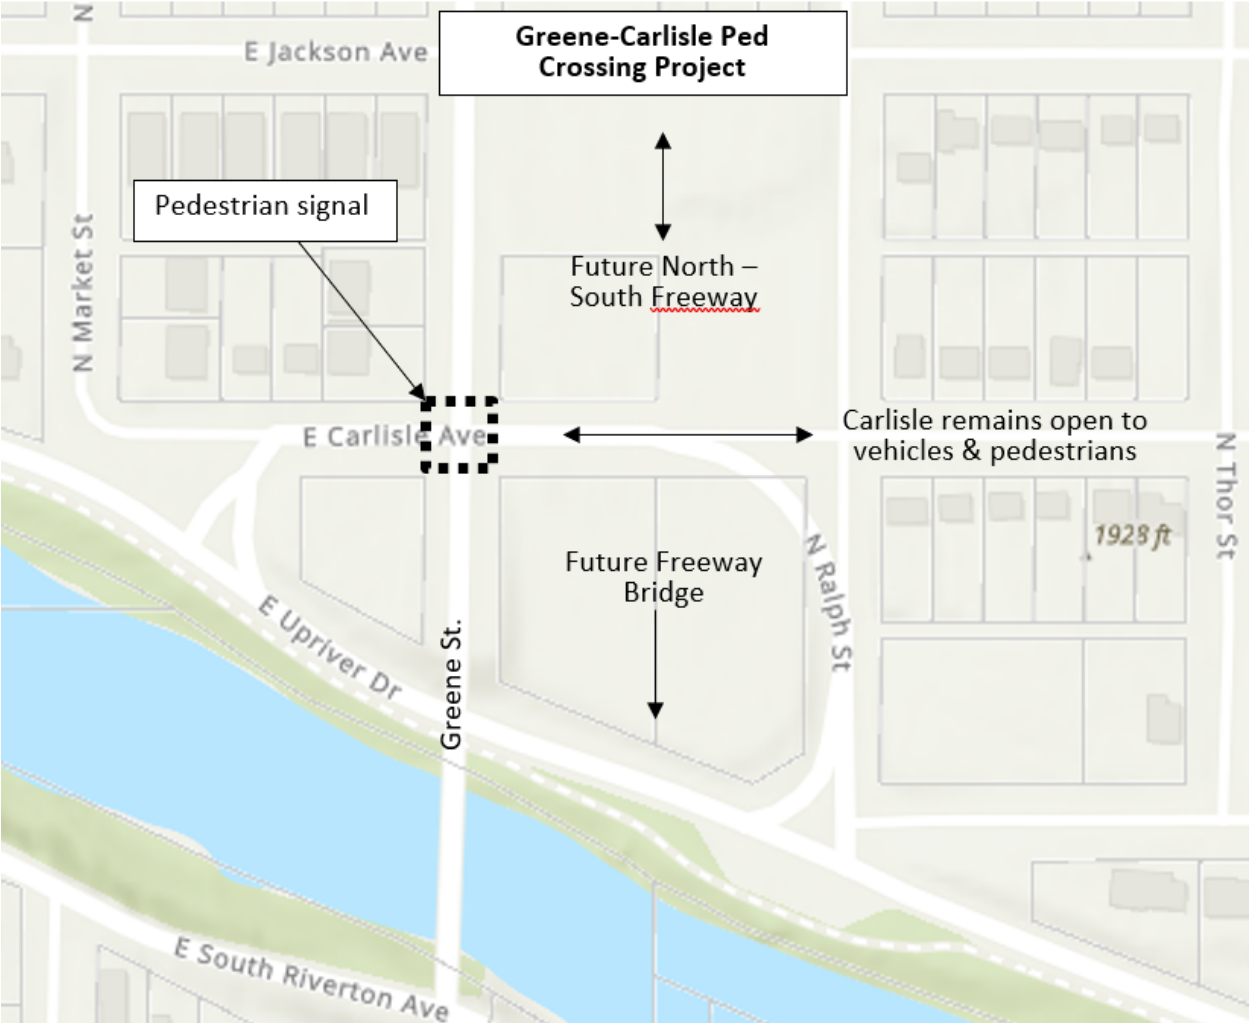 N
E Jackson Ave
Greene-Carlisle Ped
Crossing Project
Pedestrian signal
N Market St
Future North –
South Freeway
E Carlisle Ave
Carlisle remains open to
vehicles & pedestrians
N Thor St
1928 ft
Future Freeway
Bridge
N Ralph St
E Upriver Dr
Greene St.
E South Riverton Ave